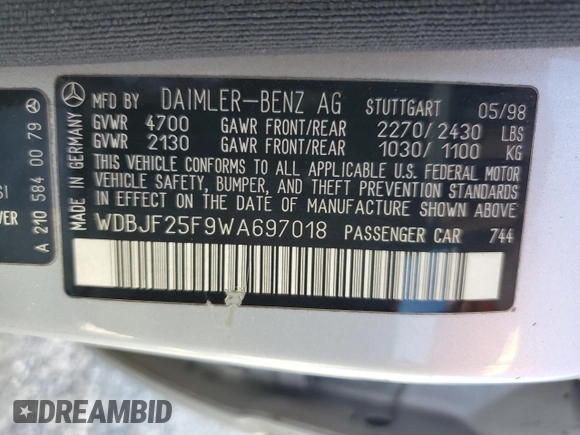 MADE IN GERMANY
A 210 584 00 79
SI
VER
MFD BY DAIMLER-BENZ AG STUTTGART 05/98
GVWR 4700 GAWR FRONT/REAR 2270/2430 LBS
GVWR 2130 GAWR FRONT/REAR 1030/1100 KG
THIS VEHICLE CONFORMS TO ALL APPLICABLE U.S. FEDERAL MOTOR
VEHICLE SAFETY, BUMPER, AND THEFT PREVENTION STANDARDS
IN EFFECT ON THE DATE OF MANUFACTURE SHOWN ABOVE
WDBJF25F9WA697018 PASSENGER CAR 744
DREAMBID